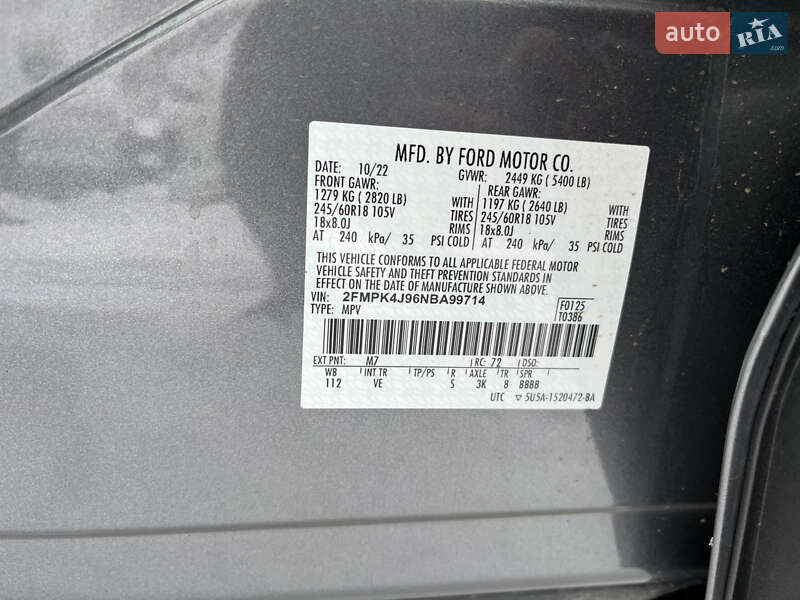 auto RIA.com
MFD. BY FORD MOTOR CO.
DATE: 10/22 GVWR: 2449 KG ( 5400 LB)
FRONT GAWR: REAR GAWR:
1279 KG ( 2820 LB) WITH 1197 KG ( 2640 LB) WITH
245/60R18 105V TIRES 245/60R18 105V TIRES
18x8.0J RIMS 18x8.0J RIMS
AT 240 kPa/ 35 PSI COLD AT 240 kPa/ 35 PSI COLD
THIS VEHICLE CONFORMS TO ALL APPLICABLE FEDERAL MOTOR
VEHICLE SAFETY AND THEFT PREVENTION STANDARDS IN
EFFECT ON THE DATE OF MANUFACTURE SHOWN ABOVE.
VIN: 2FMPK4J96NBA99714 F0125
TYPE: MPV T0386
EXT PNT: M7 RC: 72 DSO:
WB INT TR TP/PS R AXLE TR SPR
112 VE 5 3K 8 BBBB
UTC ▽ 5U5A-1520472-BA